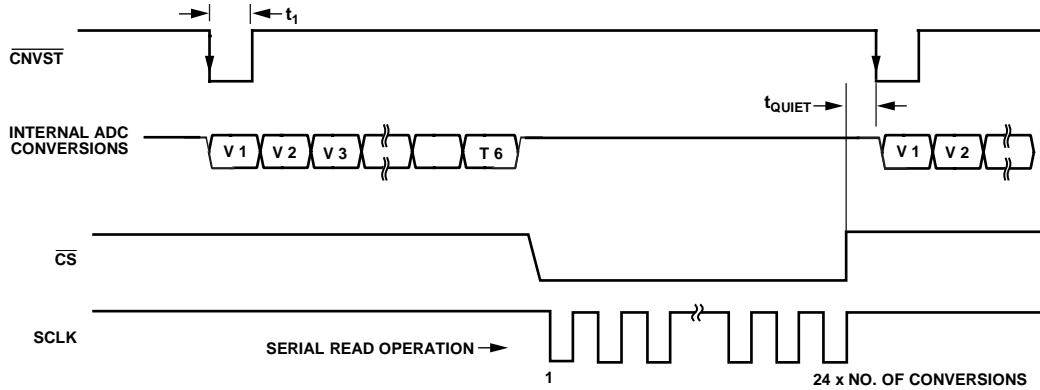 t1
CNVST
tQUIET
INTERNAL ADC
CONVERSIONS
V 1
V 2
V 3
T 6
V 1
V 2
CS
SCLK
SERIAL READ OPERATION
1
24 x NO. OF CONVERSIONS